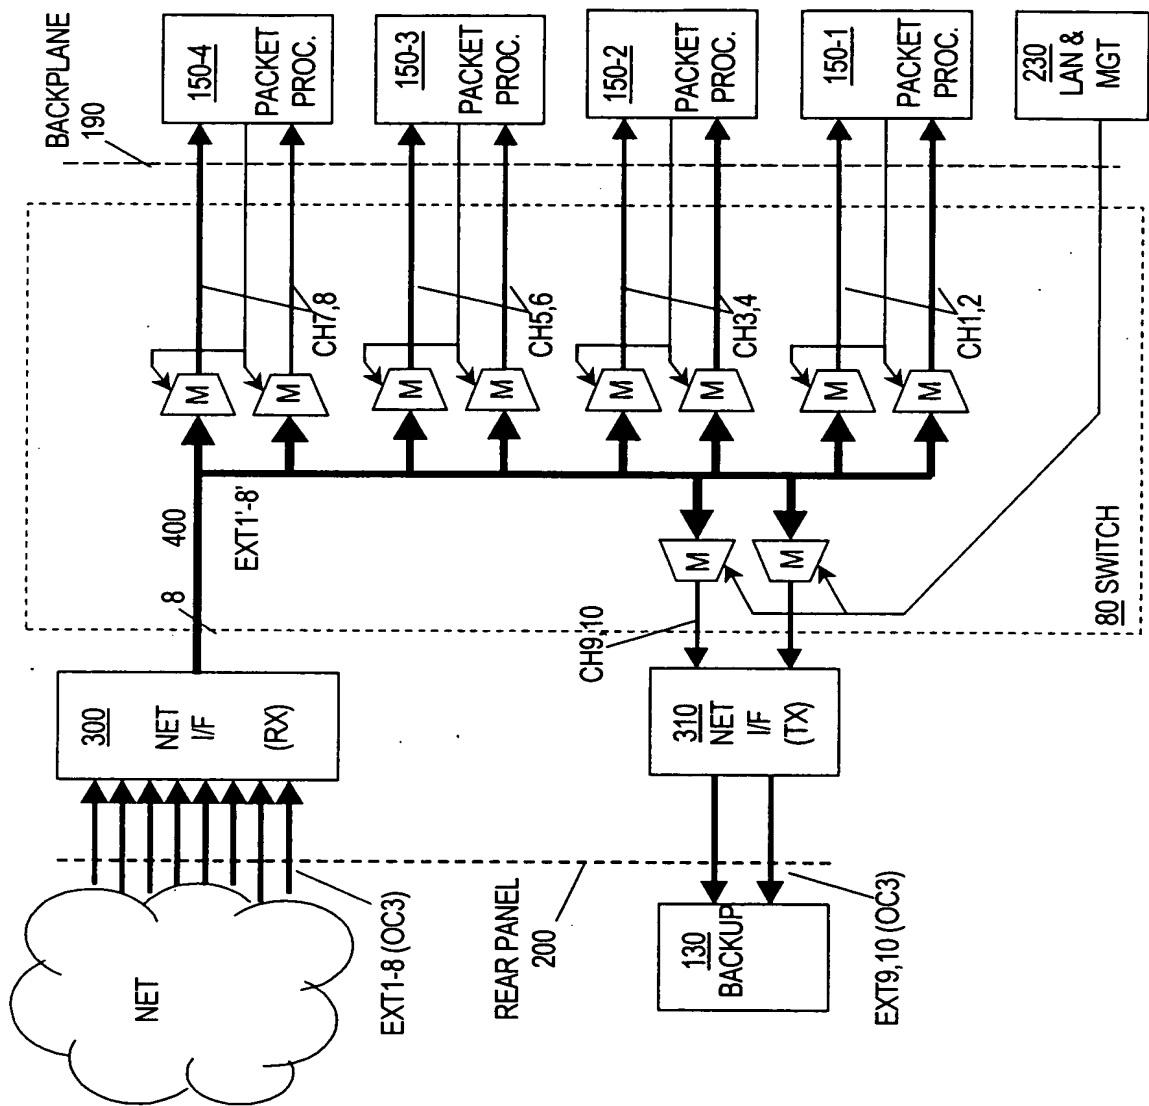 BACKPLANE
190
150-4
PACKET
PROC.
150-3
PACKET
PROC.
150-2
PACKET
PROC.
150-1
PACKET
PROC.
230
LAN &
MGT
CH7,8
CH5,6
CH3,4
CH1,2
M
M
M
M
M
M
M
M
8
400
EXT1'-8'
M
M
CH9,10
80 SWITCH
300
NET
I/F
(RX)
310
NET
I/F
(TX)
NET
EXT1-8 (OC3)
REAR PANEL
200
130
BACKUP
EXT9,10 (OC3)